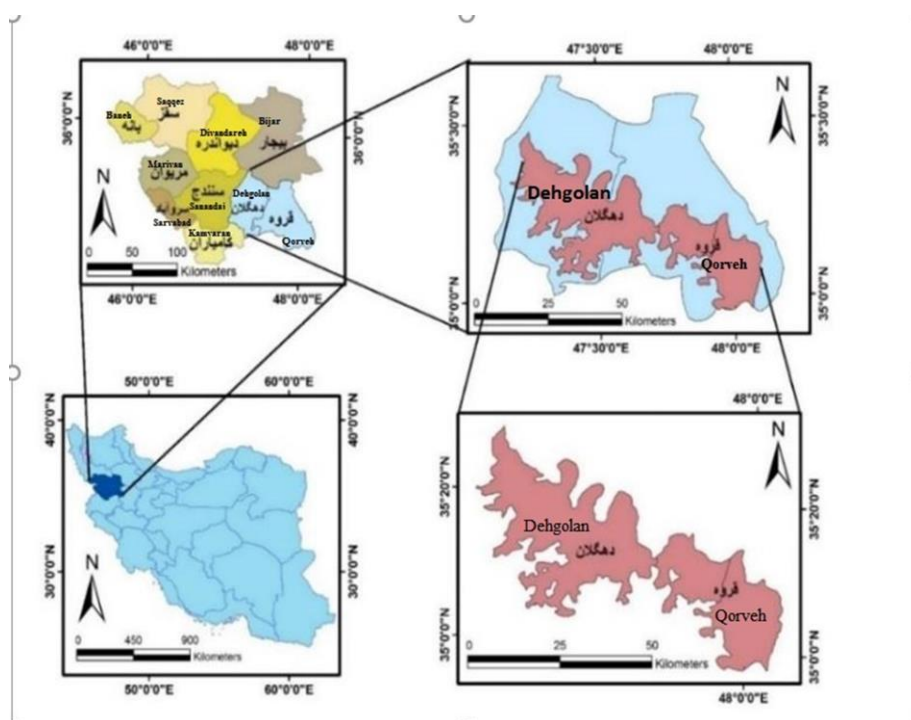 46°0'0"E 48°0'0"E
36°0'0"N
36°0'0"N
Saqqez
سقز
Baneh
بانه
Bijar
بیجار
Divandareh
دیواندره
Marivan
مریوان
سنندج
Sanandaj
Dehgolan
دهگلان
قروه
Qorveh
سروآباد
Sarvabad
Kamyaran
کامیاران
N
0 50 100
Kilometers
46°0'0"E 48°0'0"E
47°30'0"E 48°0'0"E
35°30'0"N
35°30'0"N
N
Dehgolan
دهگلان
قروه
Qorveh
0 25 50
Kilometers
35°0'0"N
35°0'0"N
47°30'0"E 48°0'0"E
50°0'0"E 60°0'0"E
40°0'0"N
40°0'0"N
30°0'0"N
30°0'0"N
N
0 450 900
Kilometers
50°0'0"E 60°0'0"E
48°0'0"E
35°20'0"N
35°20'0"N
N
Dehgolan
دهگلان
قروه
Qorveh
0 25 50
Kilometers
35°0'0"N
35°0'0"N
48°0'0"E